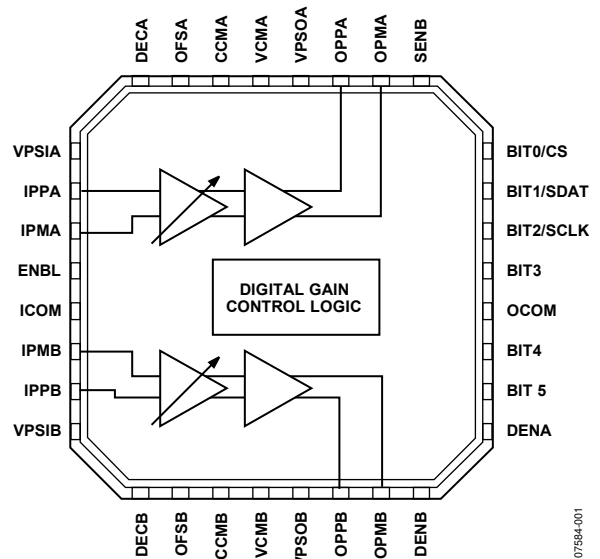 DECA
OFSA
CCMA
VCMA
VPSOA
OPPA
OPMA
SENB
VPSIA
IPPA
IPMA
ENBL
ICOM
IPMB
IPPB
VPSIB
DIGITAL GAIN
CONTROL LOGIC
BIT0/CS
BIT1/SDAT
BIT2/SCLK
BIT3
OCOM
BIT4
BIT 5
DENA
DECB
OFSB
CCMB
VCMB
VPSOB
OPPB
OPMB
DENB
07584-001